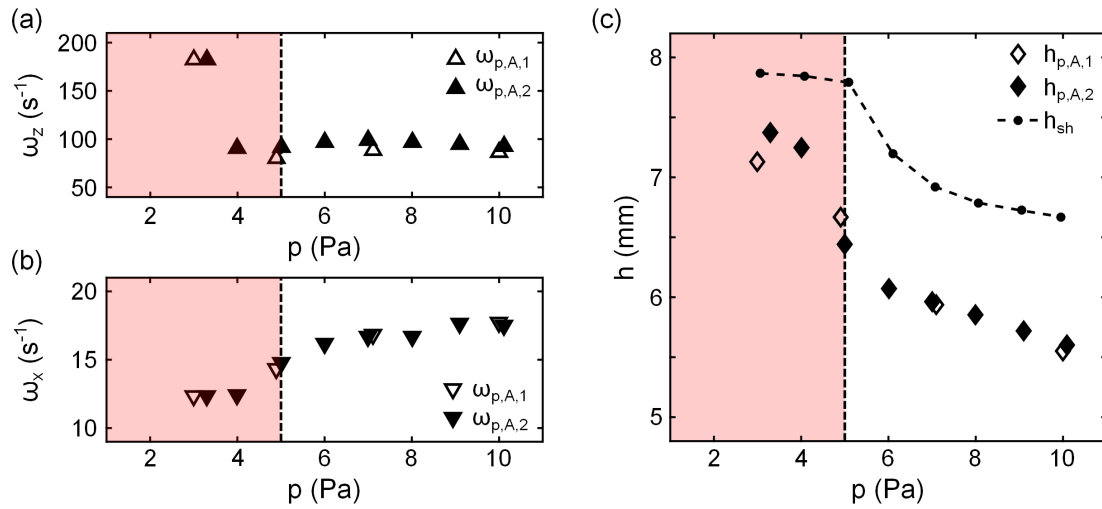 (a)
200
150
100
50
ω_z (s⁻¹)
2 4 6 8 10
p (Pa)
ω_p,A,1
ω_p,A,2
(b)
20
15
10
ω_x (s⁻¹)
2 4 6 8 10
p (Pa)
ω_p,A,1
ω_p,A,2
(c)
8
7
6
5
h (mm)
2 4 6 8 10
p (Pa)
h_p,A,1
h_p,A,2
h_sh